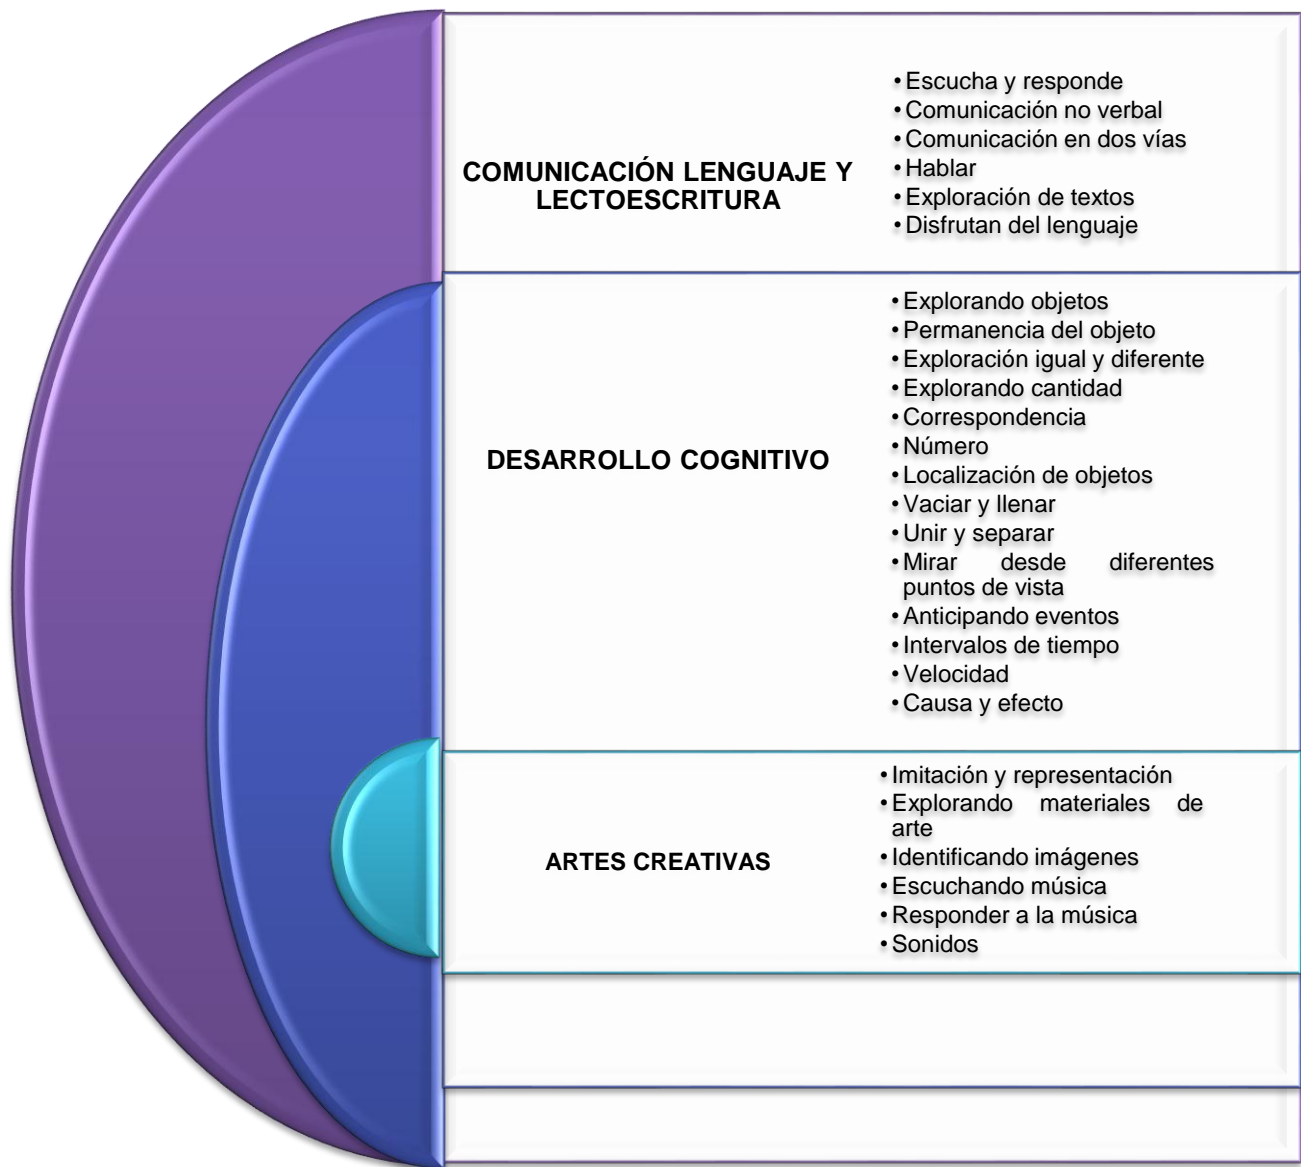 COMUNICACIÓN LENGUAJE Y
LECTOESCRITURA
•Escucha y responde
•Comunicación no verbal
•Comunicación en dos vías
•Hablar
•Exploración de textos
•Disfrutan del lenguaje
DESARROLLO COGNITIVO
•Explorando objetos
•Permanencia del objeto
•Exploración igual y diferente
•Explorando cantidad
•Correspondencia
•Número
•Localización de objetos
•Vaciar y llenar
•Unir y separar
•Mirar desde diferentes
puntos de vista
•Anticipando eventos
•Intervalos de tiempo
•Velocidad
•Causa y efecto
ARTES CREATIVAS
•Imitación y representación
•Explorando materiales de
arte
•Identificando imágenes
•Escuchando música
•Responder a la música
•Sonidos